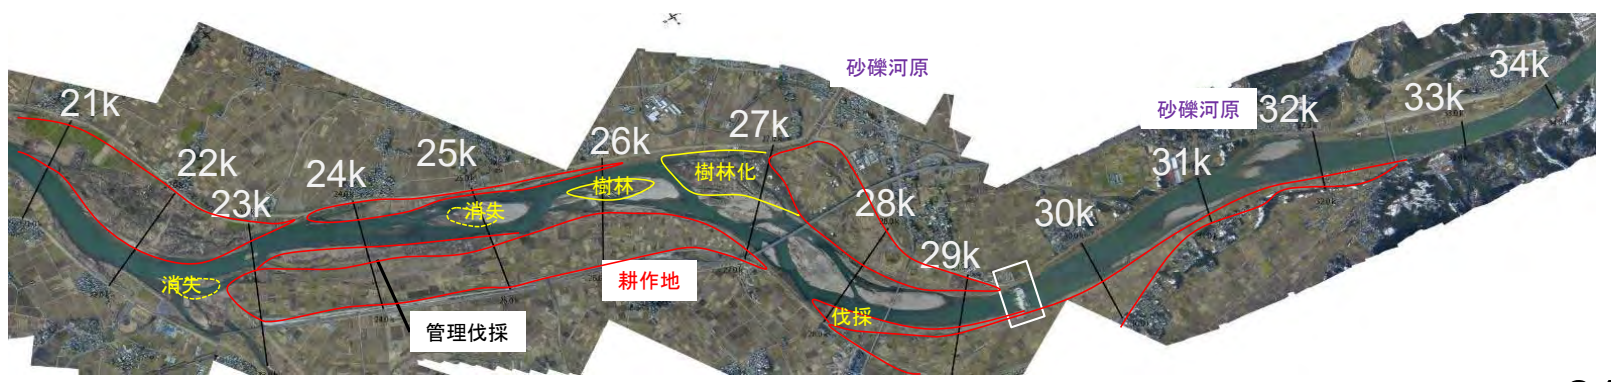 21k
22k
23k
24k
25k
26k
27k
28k
29k
30k
31k
32k
33k
34k
砂礫河原
砂礫河原
樹林
樹林化
消失
消失
伐採
耕作地
管理伐採